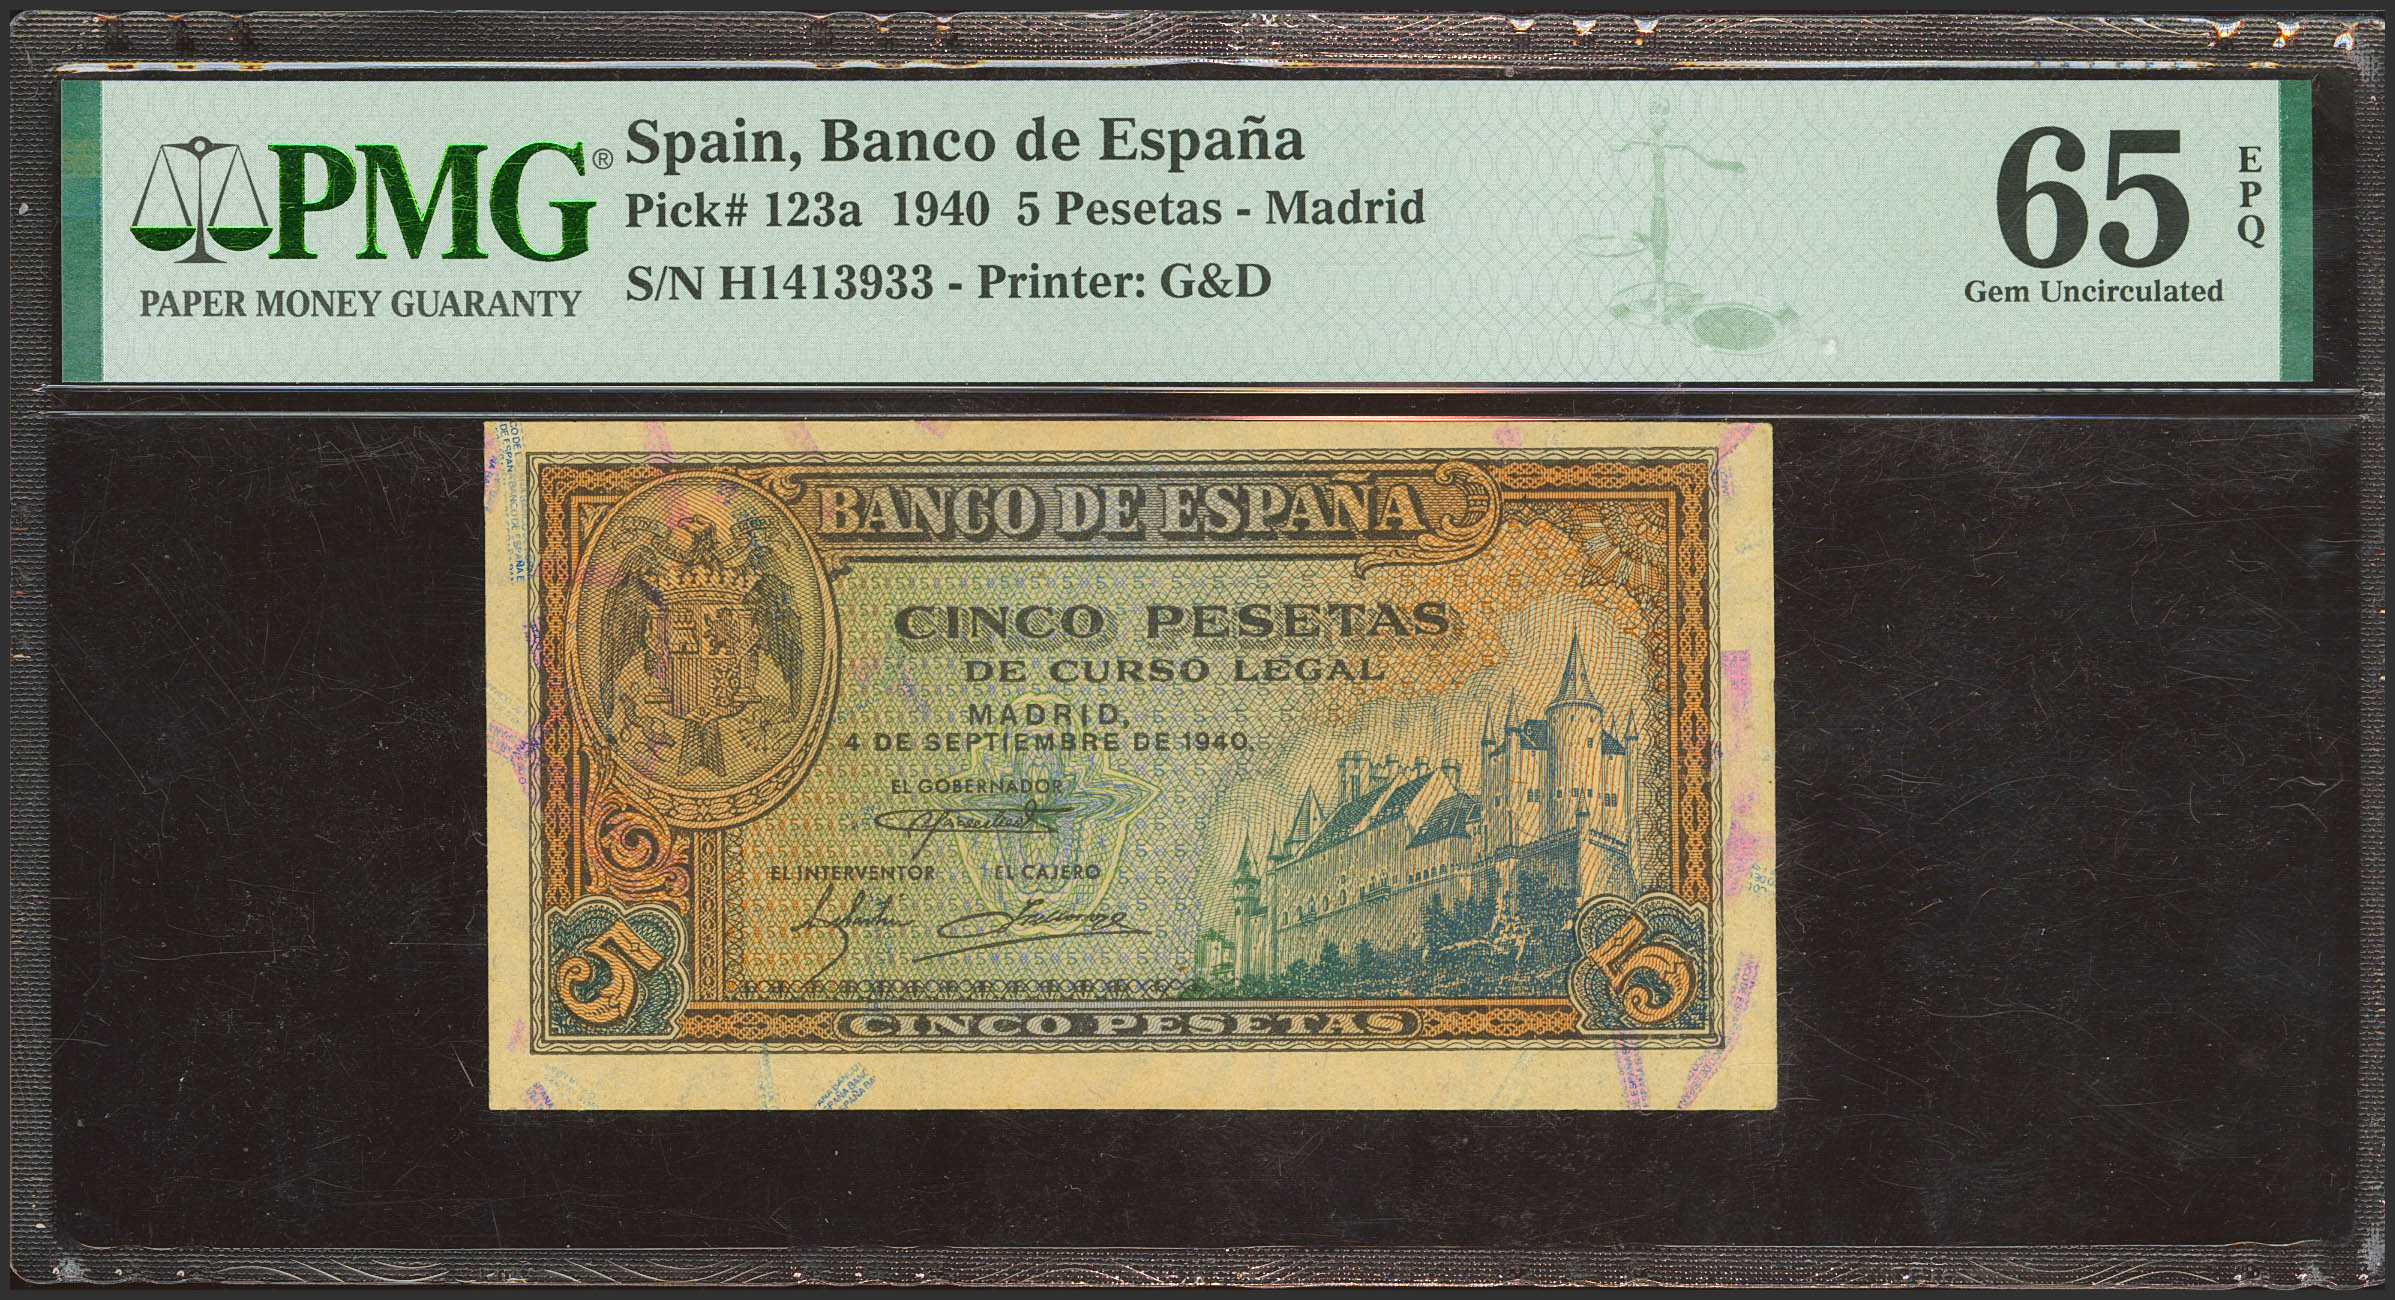 PMG®
PAPER MONEY GUARANTY
Spain, Banco de España
Pick# 123a 1940 5 Pesetas - Madrid
S/N H1413933 - Printer: G&D
65
EPQ
Gem Uncirculated
BANCO DE ESPAÑA
CINCO PESETAS
DE CURSO LEGAL
MADRID,
4 DE SEPTIEMBRE DE 1940.
EL GOBERNADOR
EL INTERVENTOR EL CAJERO
5 5
CINCO PESETAS